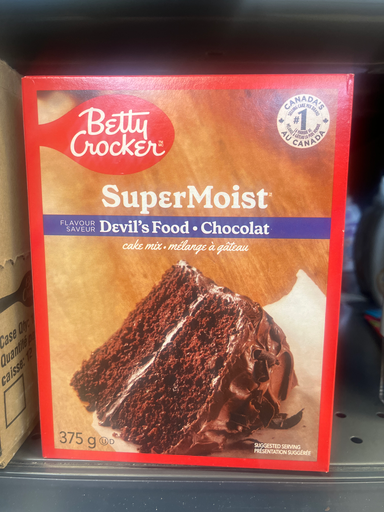 Betty
Crocker
CANADA'S
#1
AU CANADA
SuperMoist
FLAVOUR
SAVEUR
Devil's Food • Chocolat
cake mix • mélange à gâteau
375 g
SUGGESTED SERVING
PRÉSENTATION SUGGÉRÉE
Case
Quanti
caisse